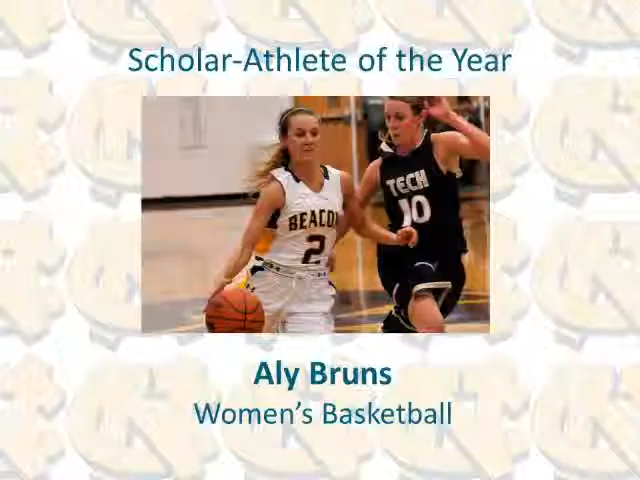 Scholar-Athlete of the Year
BEACO
2
TECH
10
Aly Bruns
Women's Basketball